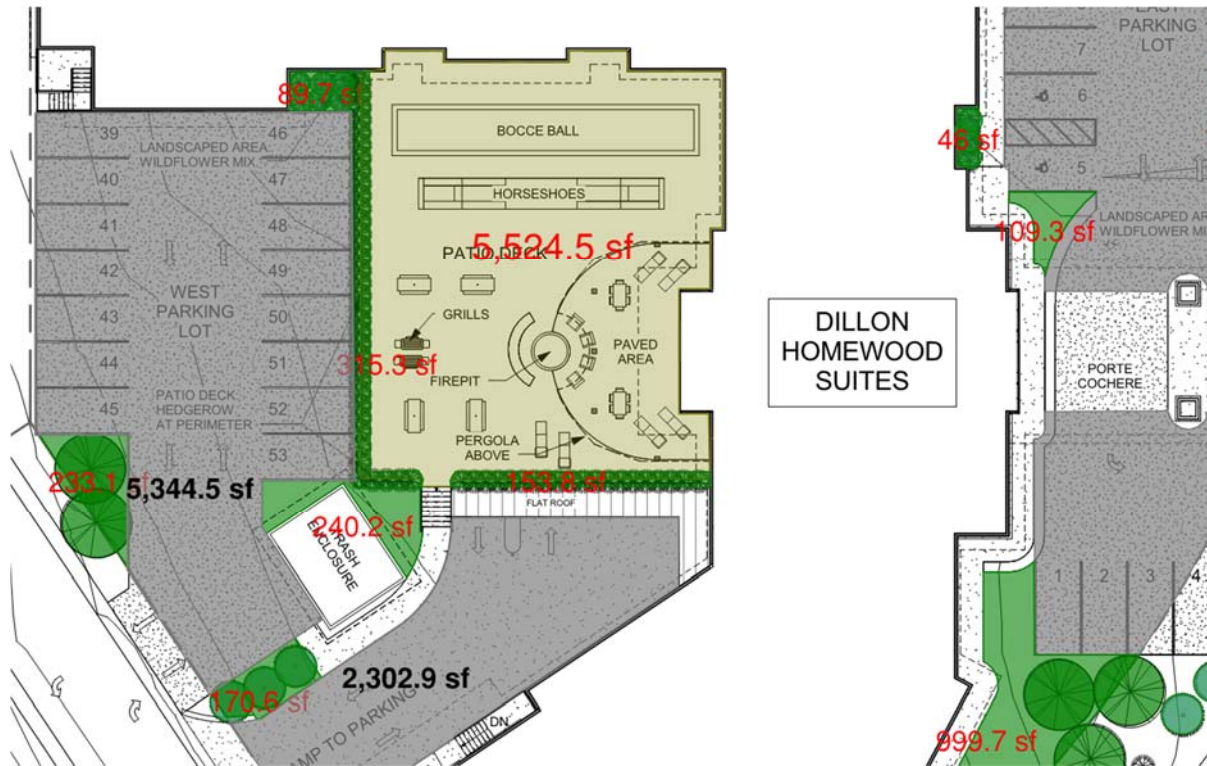 EAST
PARKING
LOT
7
6
5
46 sf
89.7 sf
39
40
41
42
43
44
45
46
47
48
49
50
51
52
53
LANDSCAPED AREA
WILDFLOWER MIX.
WEST
PARKING
LOT
PATIO DECK
HEDGEROW
AT PERIMETER
BOCCE BALL
HORSESHOES
PATIO DECK
5,524.5 sf
GRILLS
315.3 sf
FIREPIT
PAVED
AREA
PERGOLA
ABOVE
153.8 sf
FLAT ROOF
233.1 sf
5,344.5 sf
240.2 sf
TRASH
ENCLOSURE
170.6 sf
2,302.9 sf
RAMP TO PARKING
DN
DILLON
HOMEWOOD
SUITES
109.3 sf
LANDSCAPED AR
WILDFLOWER MI
PORTE
COCHERE
1
2
3
4
999.7 sf